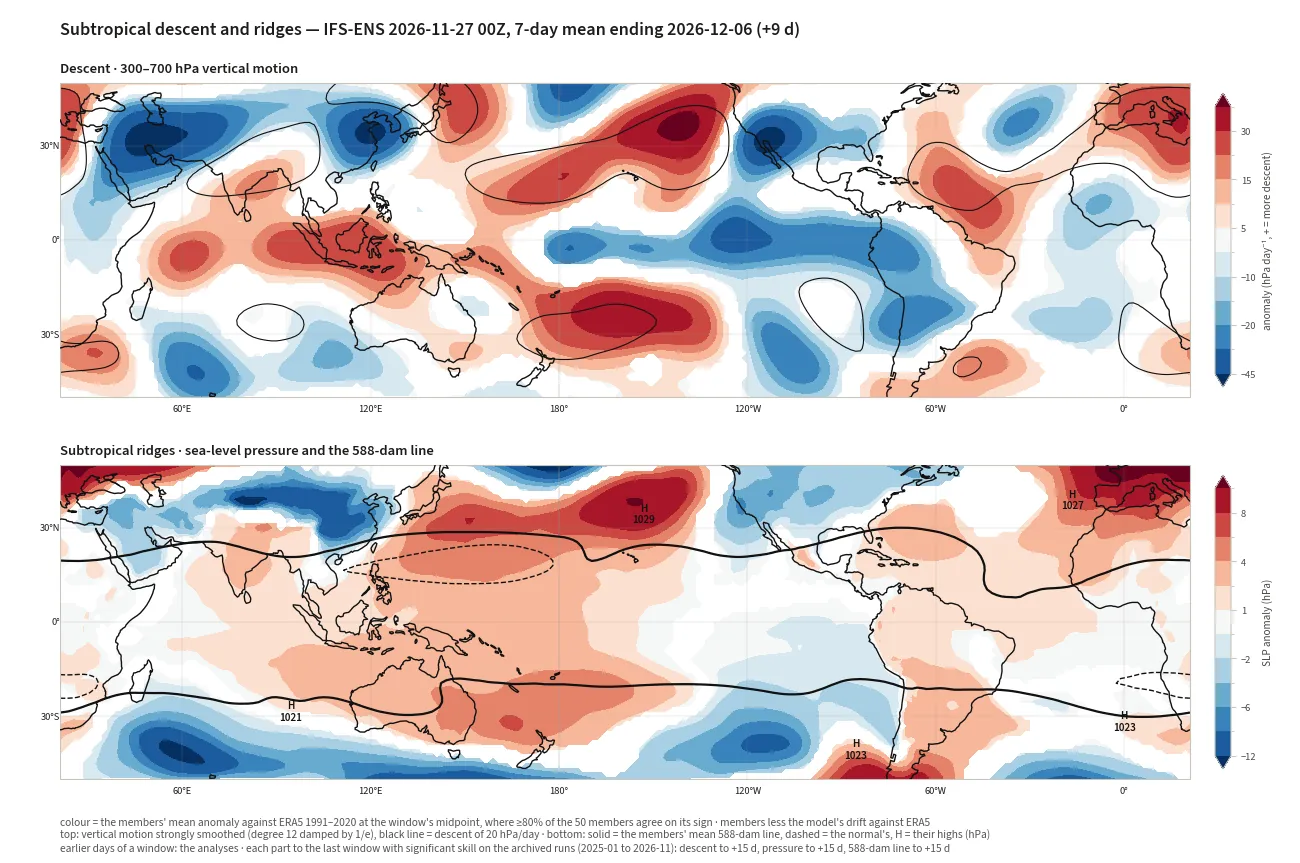 Subtropical descent and ridges — IFS-ENS 2026-11-27 00Z, 7-day mean ending 2026-12-06 (+9 d)
Descent · 300–700 hPa vertical motion
30°N
0°
30°S
60°E
120°E
180°
120°W
60°W
0°
30
15
5
−10
−20
−45
anomaly (hPa day⁻¹, + = more descent)
Subtropical ridges · sea-level pressure and the 588-dam line
30°N
0°
30°S
H
1029
H
1027
H
1021
H
1023
H
1023
60°E
120°E
180°
120°W
60°W
0°
8
4
1
−2
−6
−12
SLP anomaly (hPa)
colour = the members' mean anomaly against ERA5 1991–2020 at the window's midpoint, where ≥80% of the 50 members agree on its sign · members less the model's drift against ERA5
top: vertical motion strongly smoothed (degree 12 damped by 1/e), black line = descent of 20 hPa/day · bottom: solid = the members' mean 588-dam line, dashed = the normal's, H = their highs (hPa)
earlier days of a window: the analyses · each part to the last window with significant skill on the archived runs (2025-01 to 2026-11): descent to +15 d, pressure to +15 d, 588-dam line to +15 d